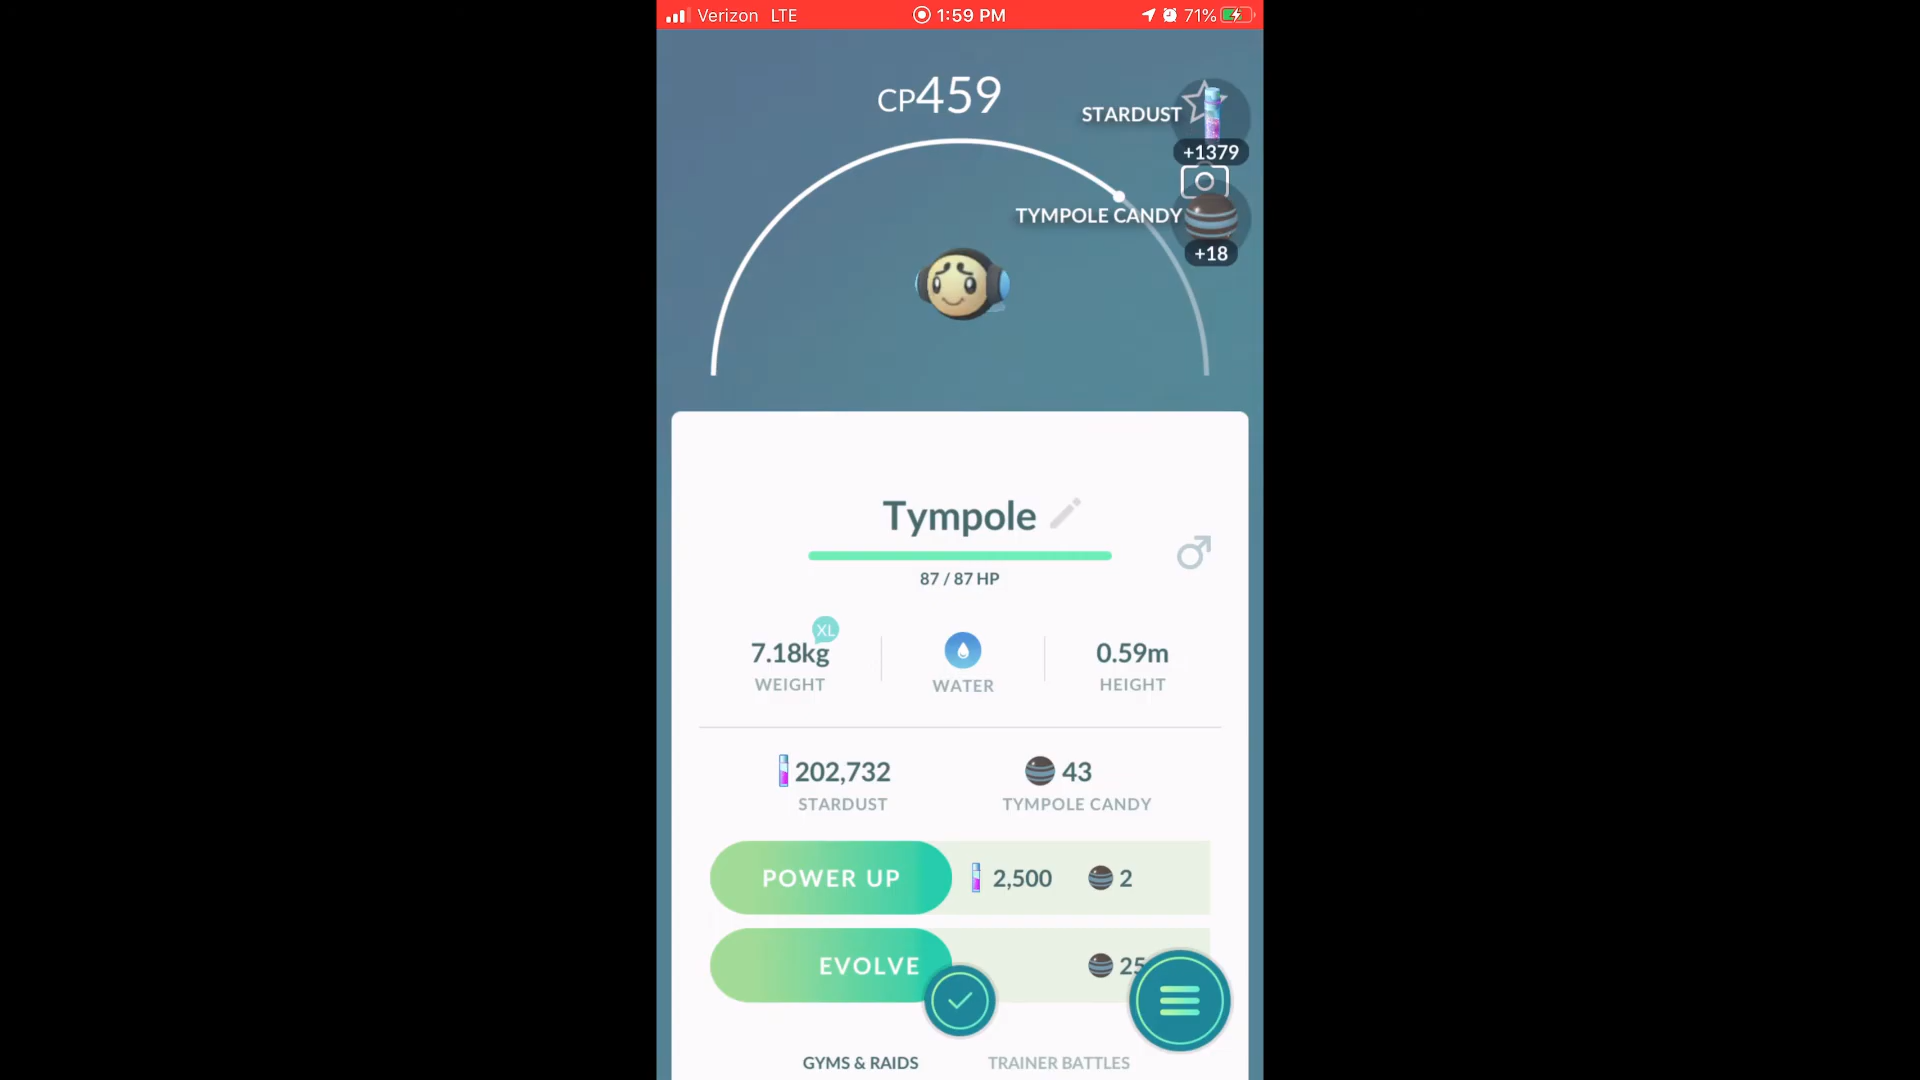 Verizon LTE 1:59 PM 71%
CP459
STARDUST
+1379
TYMPOLE CANDY
+18
Tympole
87 / 87 HP
XL
7.18kg 0.59m
WEIGHT WATER HEIGHT
202,732 43
STARDUST TYMPOLE CANDY
POWER UP 2,500 2
EVOLVE 25
GYMS & RAIDS TRAINER BATTLES